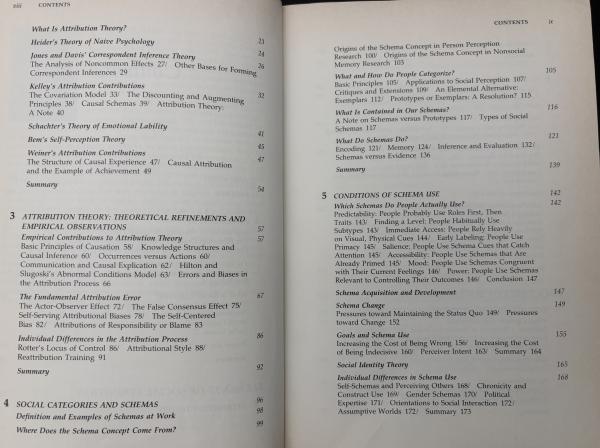 viii CONTENTS
What Is Attribution Theory?
Heider's Theory of Naive Psychology 23
Jones and Davis' Correspondent Inference Theory 24
The Analysis of Noncommon Effects 27/ Other Bases for Forming 26
Correspondent Inferences 29
Kelley's Attribution Contributions
The Covariation Model 33/ The Discounting and Augmenting 32
Principles 38/ Causal Schemas 39/ Attribution Theory:
A Note 40
Schachter's Theory of Emotional Lability 41
Bem's Self-Perception Theory 45
Weiner's Attribution Contributions 47
The Structure of Causal Experience 47/ Causal Attribution
and the Example of Achievement 49
Summary 54
3 ATTRIBUTION THEORY: THEORETICAL REFINEMENTS AND
EMPIRICAL OBSERVATIONS 57
Empirical Contributions to Attribution Theory 57
Basic Principles of Causation 58/ Knowledge Structures and
Causal Inference 60/ Occurrences versus Actions 60/
Communication and Causal Explication 62/ Hilton and
Slugoski's Abnormal Conditions Model 63/ Errors and Biases in
the Attribution Process 66
The Fundamental Attribution Error 67
The Actor-Observer Effect 72/ The False Consensus Effect 75/
Self-Serving Attributional Biases 78/ The Self-Centered
Bias 82/ Attributions of Responsibility or Blame 83
Individual Differences in the Attribution Process 86
Rotter's Locus of Control 86/ Attributional Style 88/
Reattribution Training 91
Summary 92
4 SOCIAL CATEGORIES AND SCHEMAS 96
Definition and Examples of Schemas at Work 98
Where Does the Schema Concept Come From? 99
CONTENTS ix
Origins of the Schema Concept in Person Perception
Research 100/ Origins of the Schema Concept in Nonsocial
Memory Research 103
What and How Do People Categorize? 105
Basic Principles 105/ Applications to Social Perception 107/
Critiques and Extensions 109/ An Elemental Alternative:
Exemplars 112/ Prototypes or Exemplars: A Resolution? 115
What Is Contained in Our Schemas? 116
A Note on Schemas versus Prototypes 117/ Types of Social
Schemas 117
What Do Schemas Do? 121
Encoding 121/ Memory 124/ Inference and Evaluation 132/
Schemas versus Evidence 136
Summary 139
5 CONDITIONS OF SCHEMA USE 142
Which Schemas Do People Actually Use? 142
Predictability: People Probably Use Roles First, Then
Traits 143/ Finding a Level: People Habitually Use
Subtypes 143/ Immediate Access: People Rely Heavily
on Visual, Physical Cues 144/ Early Labeling: People Use
Primacy 145/ Salience: People Use Schema Cues that Catch
Attention 145/ Accessibility: People Use Schemas that Are
Already Primed 145/ Mood: People Use Schemas Congruent
with Their Current Feelings 146/ Power: People Use Schemas
Relevant to Controlling Their Outcomes 146/ Conclusion 147
Schema Acquisition and Development 147
Schema Change 149
Pressures toward Maintaining the Status Quo 149/ Pressures
toward Change 152
Goals and Schema Use 155
Increasing the Cost of Being Wrong 156/ Increasing the Cost
of Being Indecisive 160/ Perceiver Intent 163/ Summary 164
Social Identity Theory 165
Individual Differences in Schema Use 168
Self-Schemas and Perceiving Others 168/ Chronicity and
Construct Use 169/ Gender Schemas 170/ Political
Expertise 171/ Orientations to Social Interaction 172/
Assumptive Worlds 172/ Summary 173